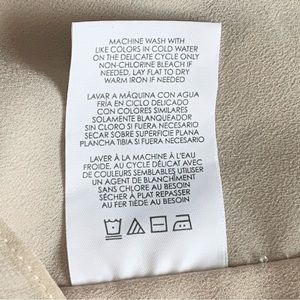 MACHINE WASH WITH
LIKE COLORS IN COLD WATER
ON THE DELICATE CYCLE ONLY
NON-CHLORINE BLEACH IF
NEEDED, LAY FLAT TO DRY
WARM IRON IF NEEDED
LAVAR A MÁQUINA CON AGUA
FRÍA EN CICLO DELICADO
CON COLORES SIMILARES
SOLAMENTE BLANQUEADOR
SIN CLORO SI FUERA NECESARIO
SECAR SOBRE SUPERFICIE PLANA
PLANCHA TIBIA SI FUERA
NECESARIO
LAVER À LA MACHINE À L'EAU
FROIDE, AU CYCLE DÉLICAT AVEC
DE COULEURS SEMBLABLES UTILISER
UN AGENT DE BLANCHIMENT
SANS CHLORE AU BESOIN
SÉCHER À PLAT REPASSER
AU FER TIÈDE AU BESOIN